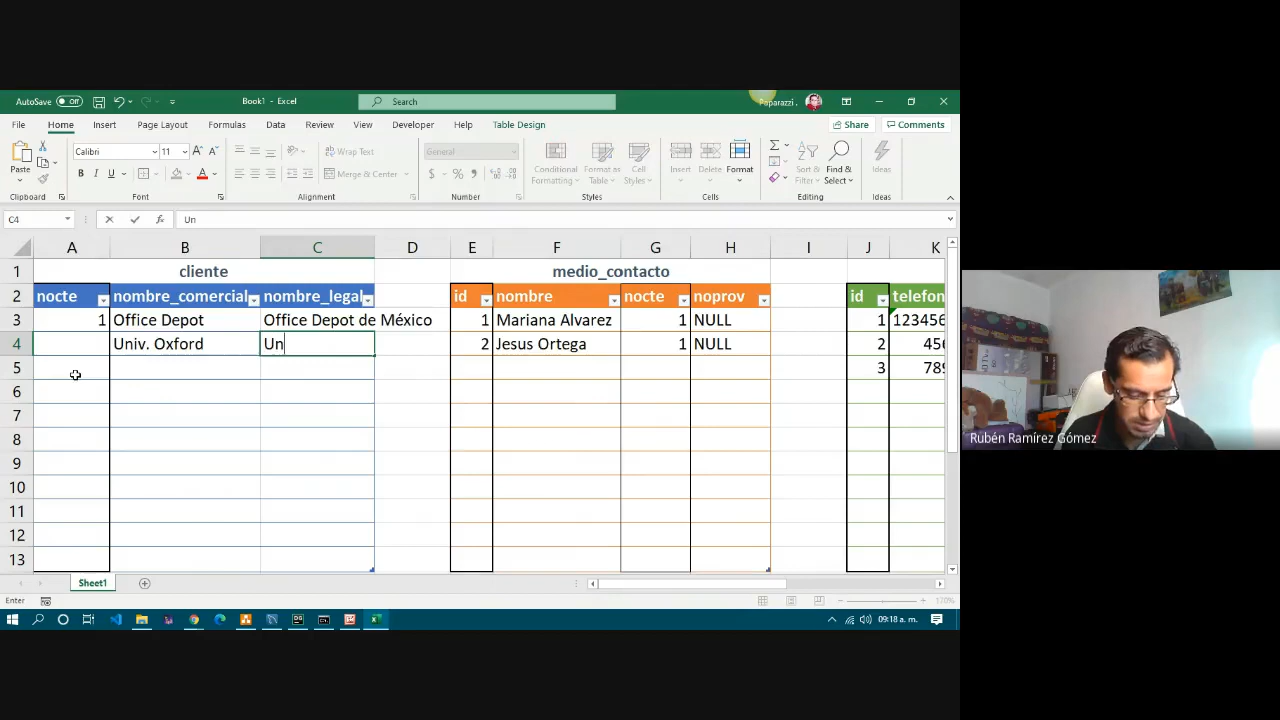 AutoSave Off Book1 - Excel Search Paparazzi .
File Home Insert Page Layout Formulas Data Review View Developer Help Table Design Share Comments
Calibri 11 Wrap Text General
Paste B I U Merge & Center $ % , Conditional Formatting Format as Table Cell Styles Insert Delete Format Sort & Filter Find & Select Ideas
Clipboard Font Alignment Number Styles Cells Editing Ideas
C4 fx Un
A B C D E F G H I J K
1 cliente medio_contacto
2 nocte nombre_comercial nombre_legal id nombre nocte noprov id telefon
3 1 Office Depot Office Depot de México 1 Mariana Alvarez 1 NULL 1 123456
4 Univ. Oxford Un 2 Jesus Ortega 1 NULL 2 456
5 3 789
6
7
8
9
10
11
12
13
Sheet1
Enter 170%
09:18 a. m.
Rubén Ramírez Gómez